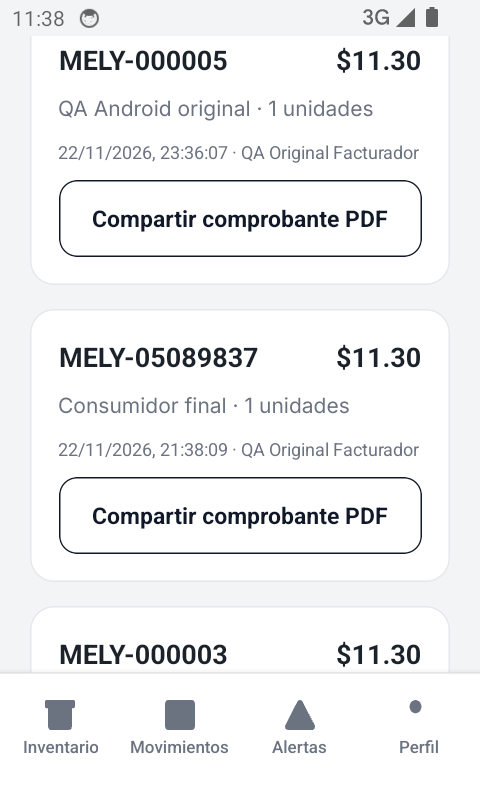 11:38
3G
MELY-000005 $11.30
QA Android original · 1 unidades
22/11/2026, 23:36:07 · QA Original Facturador
Compartir comprobante PDF
MELY-05089837 $11.30
Consumidor final · 1 unidades
22/11/2026, 21:38:09 · QA Original Facturador
Compartir comprobante PDF
MELY-000003 $11.30
Inventario Movimientos Alertas Perfil